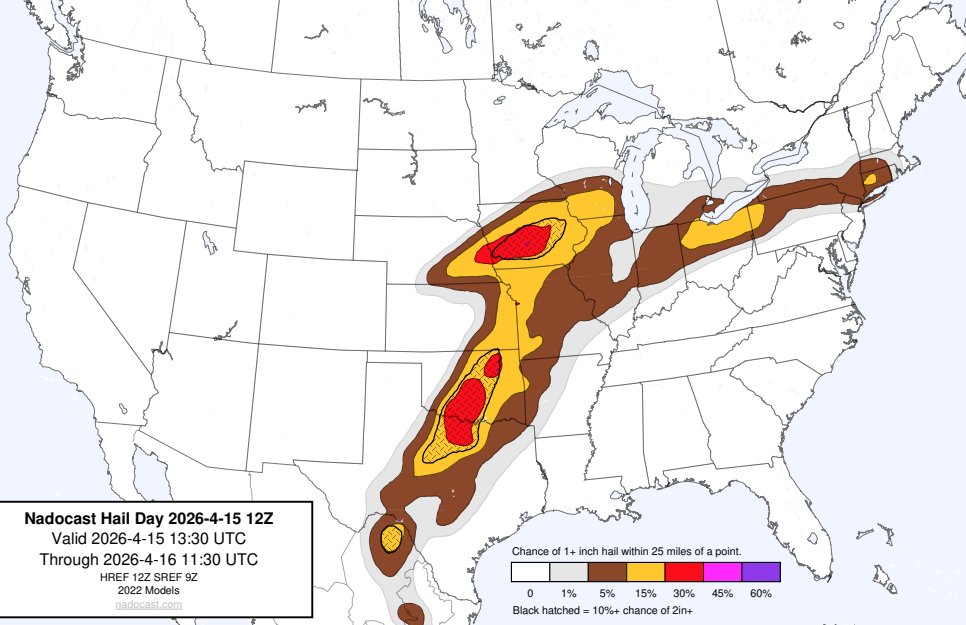 Nadocast Hail Day 2026-4-15 12Z
Valid 2026-4-15 13:30 UTC
Through 2026-4-16 11:30 UTC
HREF 12Z SREF 9Z
2022 Models
nadocast.com
Chance of 1+ inch hail within 25 miles of a point.
0 1% 5% 15% 30% 45% 60%
Black hatched = 10%+ chance of 2in+